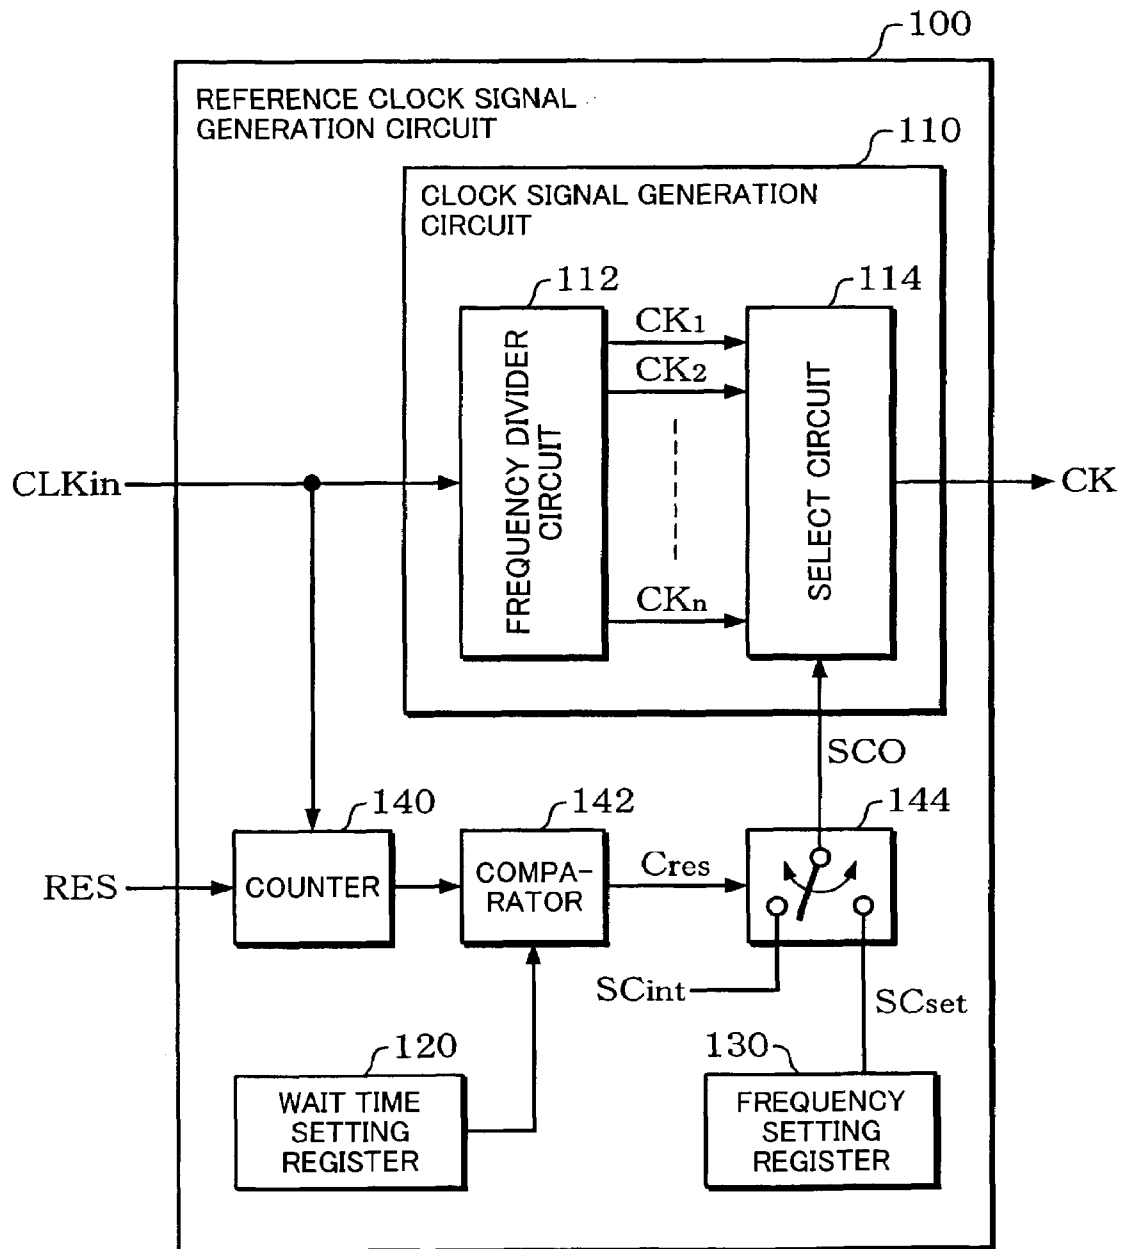 100
REFERENCE CLOCK SIGNAL
GENERATION CIRCUIT
110
CLOCK SIGNAL GENERATION
CIRCUIT
112
114
CK1
CK2
CKn
FREQUENCY DIVIDER
CIRCUIT
SELECT CIRCUIT
CLKin
CK
SCO
140
142
144
RES
COUNTER
COMPA-
RATOR
Cres
SCint
SCset
120
130
WAIT TIME
SETTING
REGISTER
FREQUENCY
SETTING
REGISTER